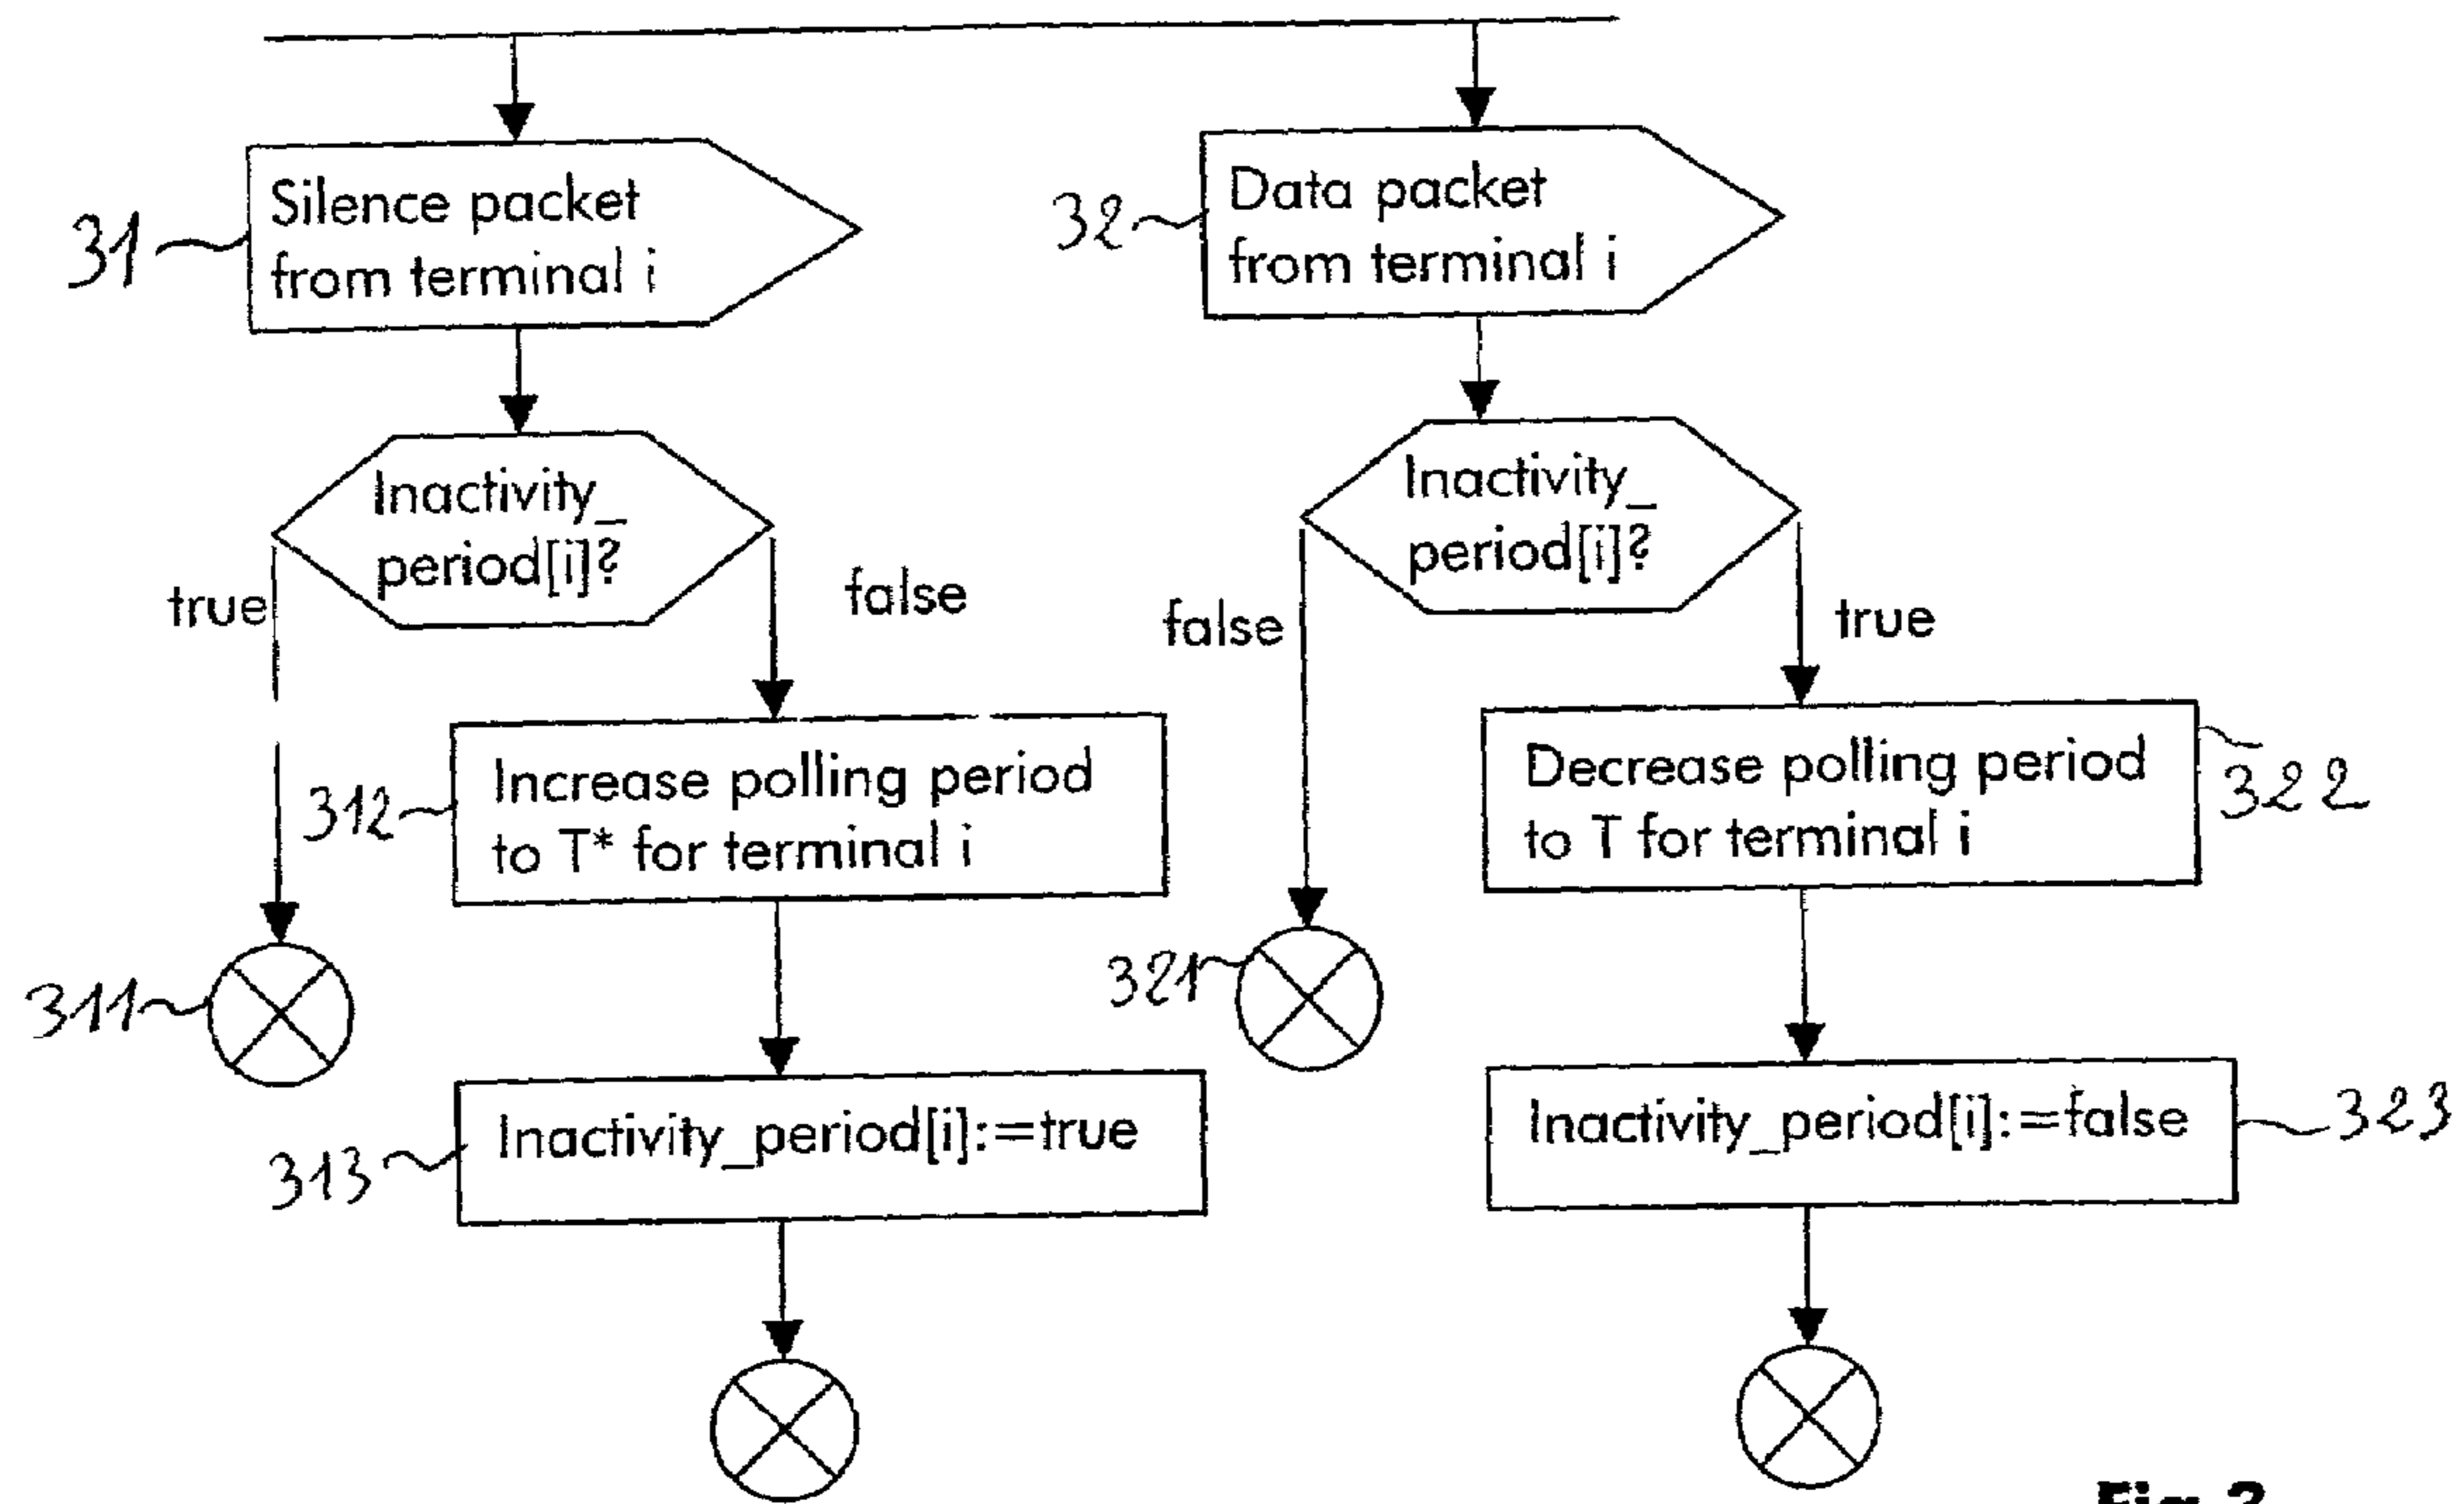 31
Silence packet
from terminal i
32
Data packet
from terminal i
Inactivity_
period[i]?
true
false
Inactivity_
period[i]?
false
true
312
Increase polling period
to T* for terminal i
Decrease polling period
to T for terminal i
322
311
321
313
Inactivity_period[i]:=true
Inactivity_period[i]:=false
323